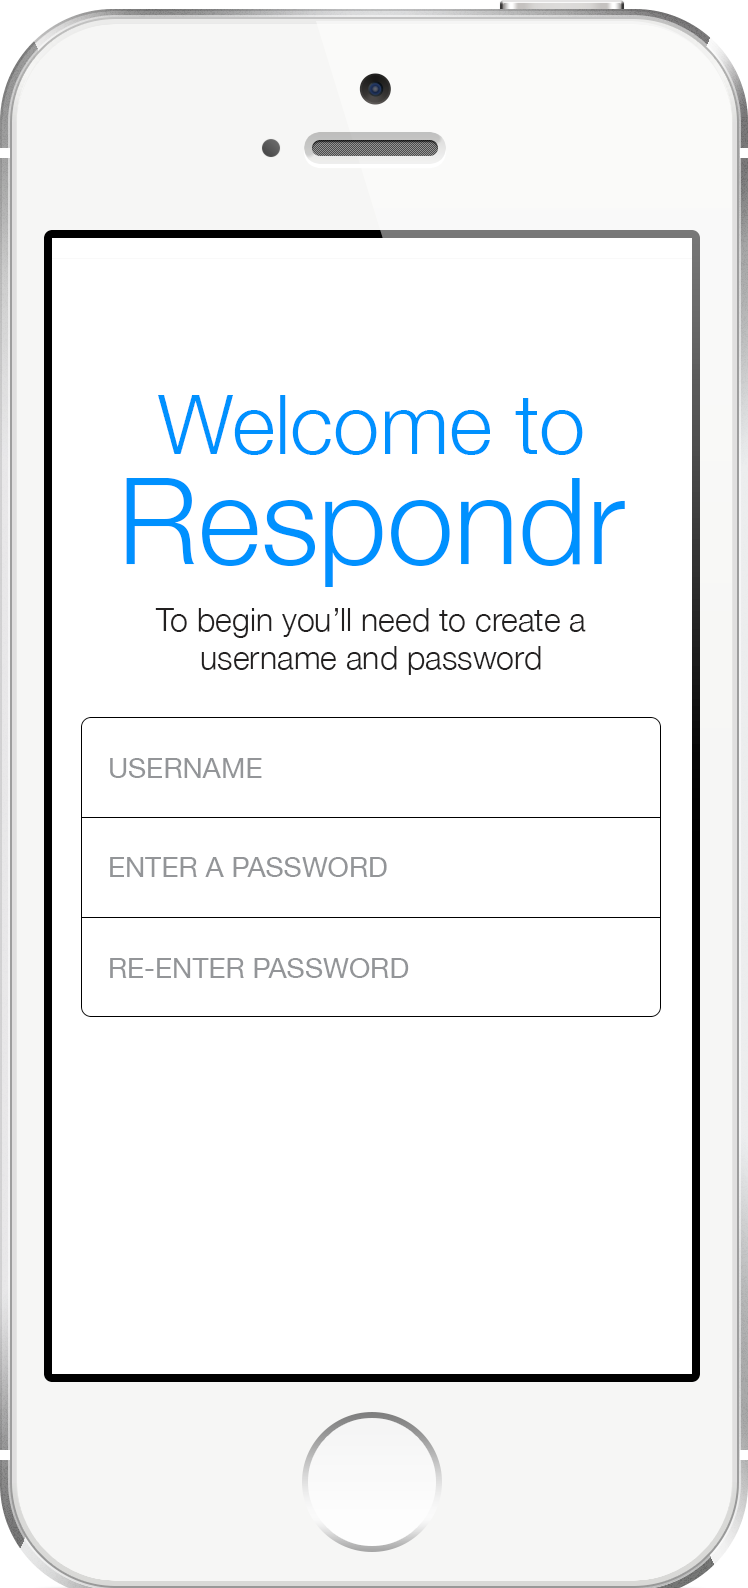 Welcome to
Respondr
To begin you’ll need to create a
username and password
USERNAME
ENTER A PASSWORD
RE-ENTER PASSWORD